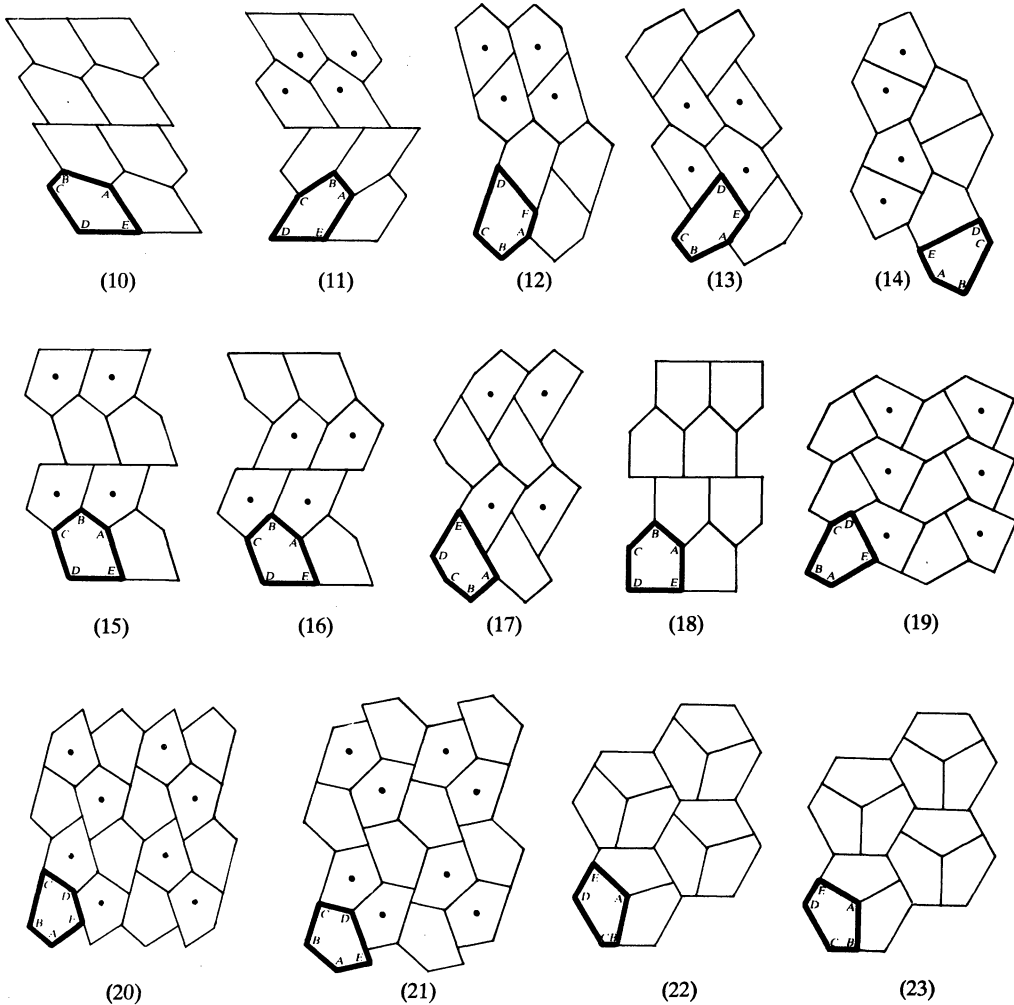 B C A D E
B C A D E
D F C A B
D E C A B
D E C A B
B C A D E
B C A D E
E D C A B
B C A D E
C D B E A
C D B E A
C D B A E
E D A C B
E D A C B
(10) (11) (12) (13) (14)
(15) (16) (17) (18) (19)
(20) (21) (22) (23)